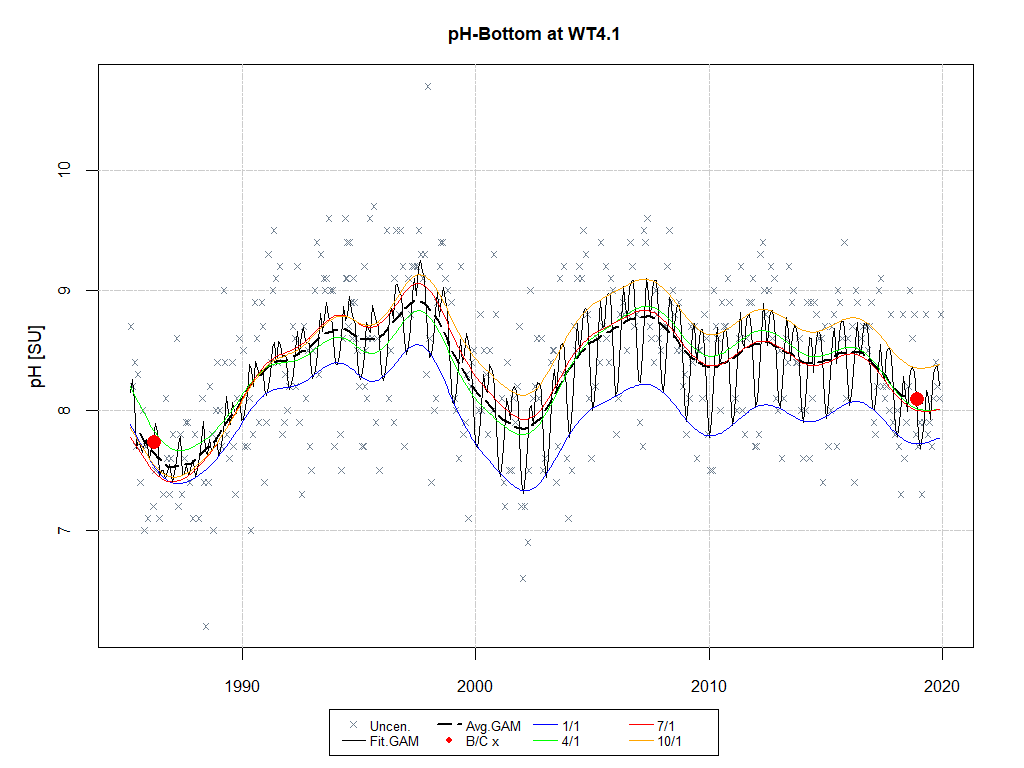 pH-Bottom at WT4.1
pH [SU]
10
9
8
7
1990 2000 2010 2020
Uncen. Avg.GAM 1/1 7/1
Fit.GAM B/C x 4/1 10/1